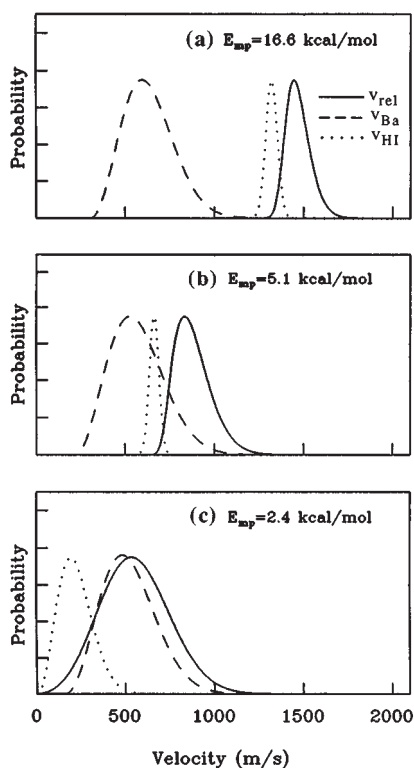 (a) E_mp=16.6 kcal/mol
v_rel
v_Ba
v_HI
Probability
(b) E_mp=5.1 kcal/mol
Probability
(c) E_mp=2.4 kcal/mol
Probability
0 500 1000 1500 2000
Velocity (m/s)